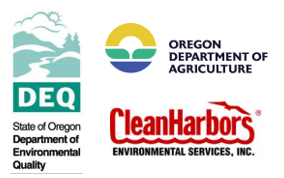 DEQ
State of Oregon
Department of
Environmental
Quality
OREGON
DEPARTMENT OF
AGRICULTURE
CleanHarbors®
ENVIRONMENTAL SERVICES, INC.